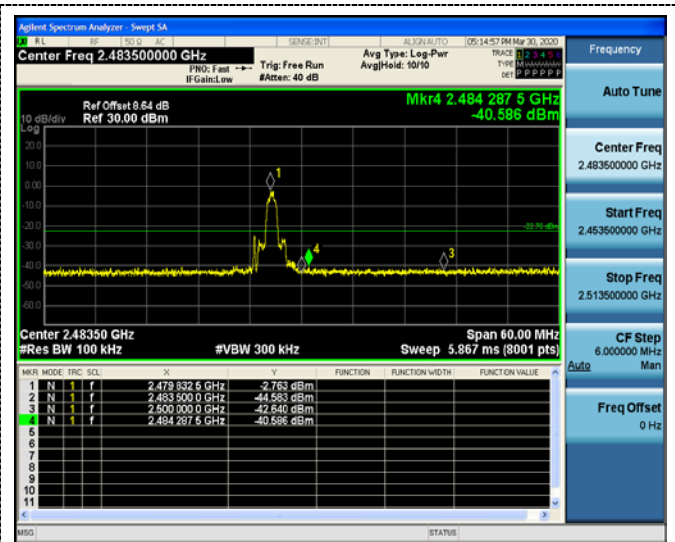 Agilent Spectrum Analyzer - Swept SA
RL RF 50 Ω AC SENSE:INT ALIGN AUTO 05:14:57 PM Mar 30, 2020
Center Freq 2.483500000 GHz
PNO: Fast Trig: Free Run Avg Type: Log-Pwr TRACE 1 2 3 4 5 6
IFGain:Low #Atten: 40 dB Avg|Hold: 10/10 TYPE M
DET P P P P P P
Frequency
Mkr4 2.484 287 5 GHz
-40.586 dBm
Ref Offset 8.64 dB
10 dB/div Ref 30.00 dBm
Log
20.0
10.0
0.00
-10.0
-20.0
-30.0
-40.0
-50.0
-60.0
1
4
3
-22.76 dBm
Center 2.48350 GHz Span 60.00 MHz
#Res BW 100 kHz #VBW 300 kHz Sweep 5.867 ms (8001 pts)
MKR MODE TRC SCL X Y FUNCTION FUNCTION WIDTH FUNCTION VALUE
1 N 1 f 2.479 832 5 GHz -2.763 dBm
2 N 1 f 2.483 500 0 GHz -44.583 dBm
3 N 1 f 2.500 000 0 GHz -42.640 dBm
4 N 1 f 2.484 287 5 GHz -40.586 dBm
5
6
7
8
9
10
11
MSG STATUS
Auto Tune
Center Freq
2.483500000 GHz
Start Freq
2.453500000 GHz
Stop Freq
2.513500000 GHz
CF Step
6.000000 MHz
Auto Man
Freq Offset
0 Hz